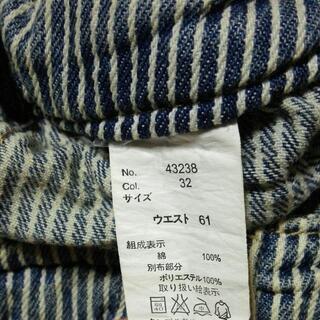 No. 43238
Col. 32
サイズ
ウエスト 61
組成表示
綿 100%
別布部分
ポリエステル100%
取り扱い絵表示
40